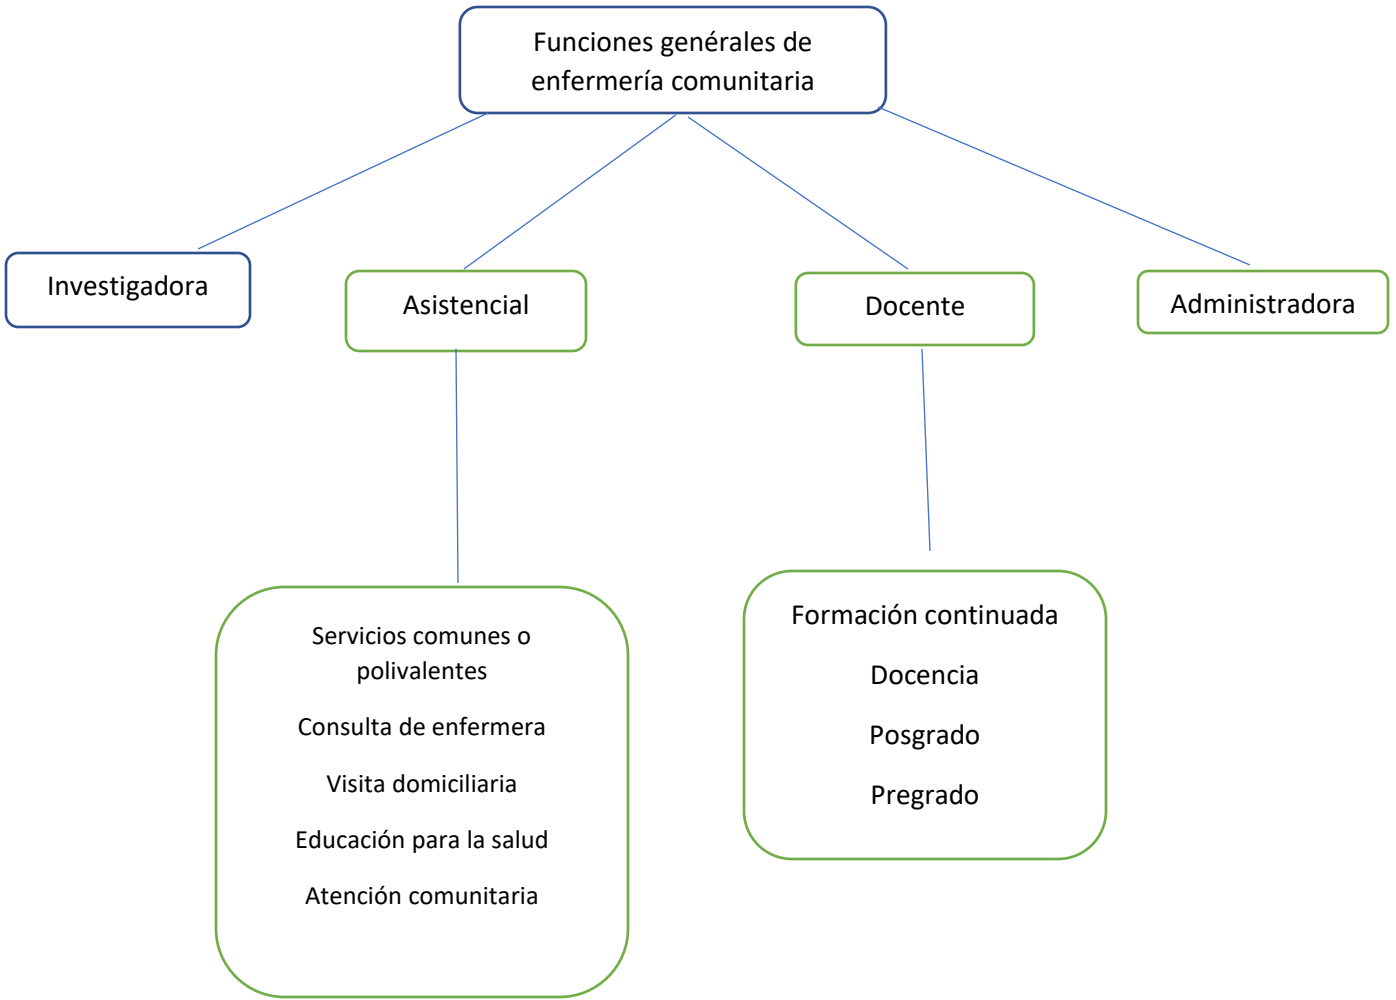 Funciones genérales de
enfermería comunitaria
Investigadora
Asistencial
Docente
Administradora
Servicios comunes o
polivalentes
Consulta de enfermera
Visita domiciliaria
Educación para la salud
Atención comunitaria
Formación continuada
Docencia
Posgrado
Pregrado